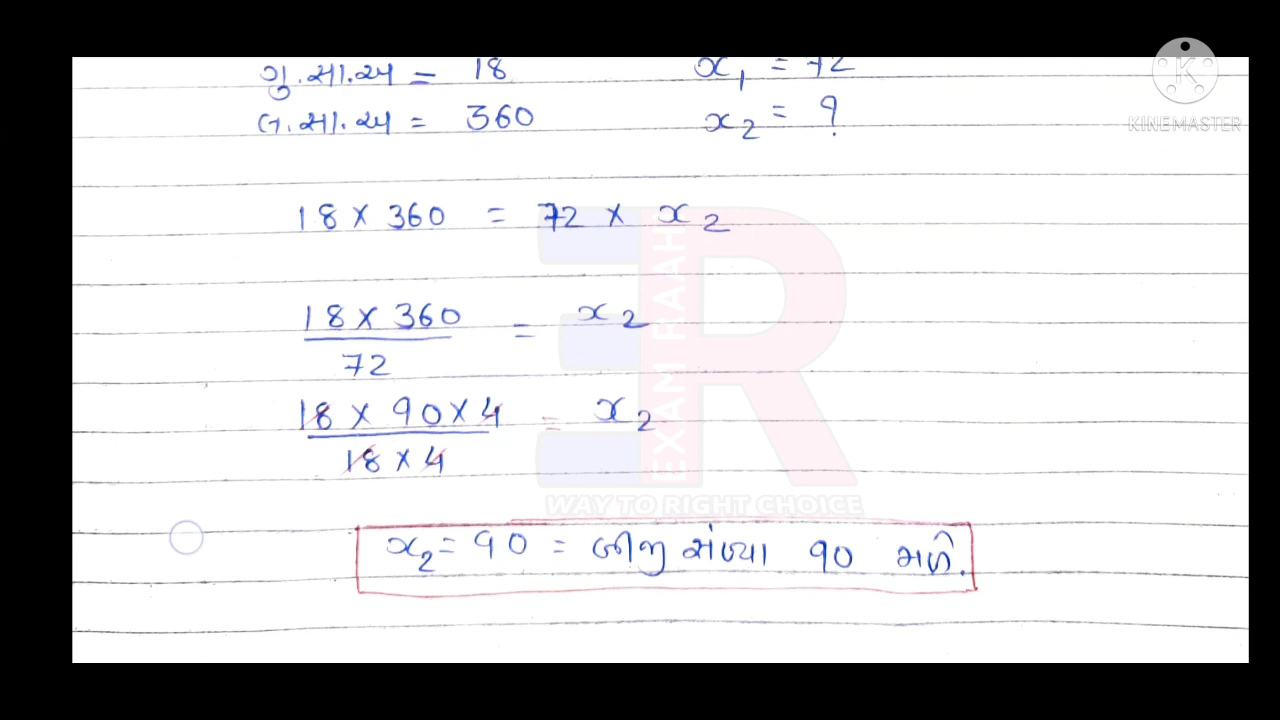 ગુ.સા.અ = 18 x₁ = 72
લ.સા.અ = 360 x₂ = ?
18 × 360 = 72 × x₂
18 × 360 = x₂
72
18 × 90 × 4 = x₂
18 × 4
x₂ = 90 = બીજી સંખ્યા 90 મળે.
KINEMASTER
EXAM RAAH
WAY TO RIGHT CHOICE